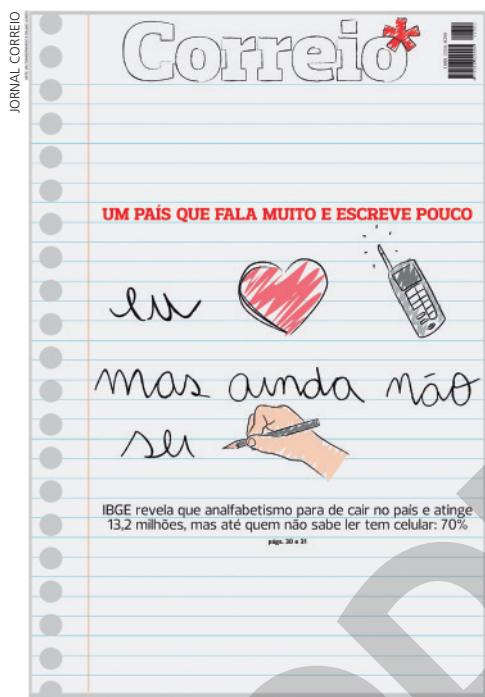 JORNAL CORREIO
Correio*
UM PAÍS QUE FALA MUITO E ESCREVE POUCO
eu
mas ainda não
sei
IBGE revela que analfabetismo para de cair no país e atinge
13,2 milhões, mas até quem não sabe ler tem celular: 70%
págs. 30 e 31